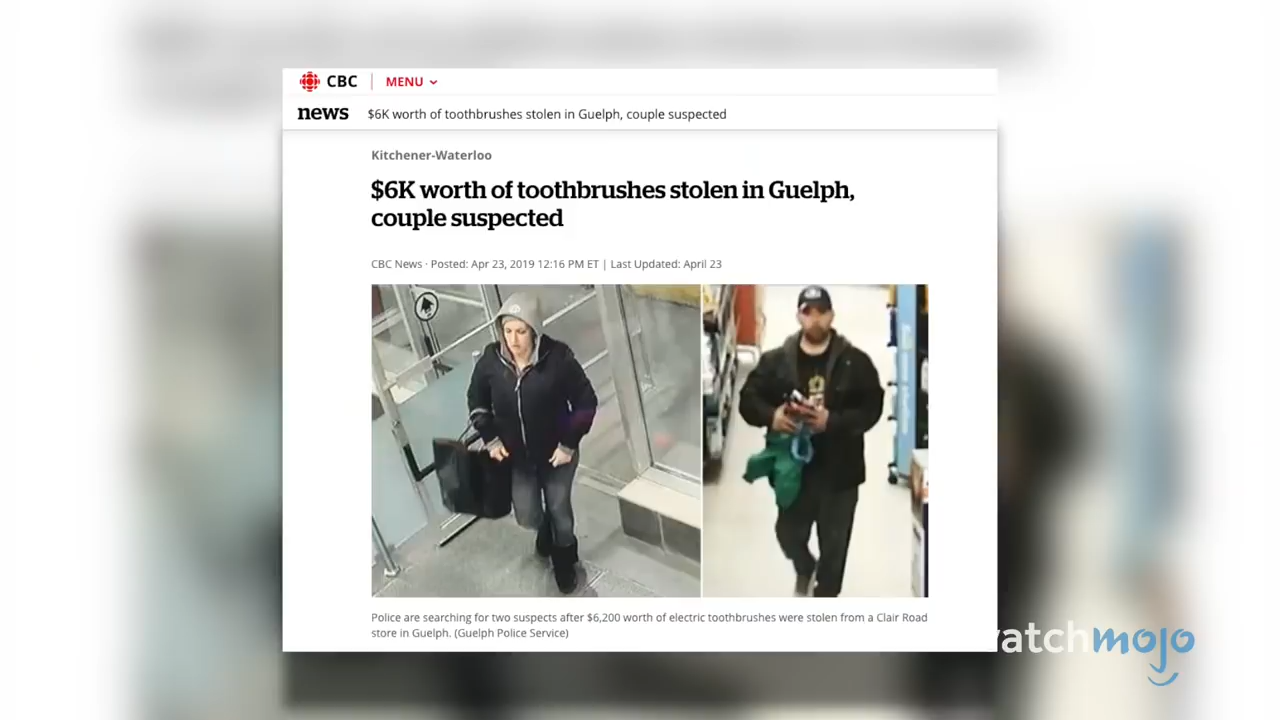 CBC
MENU
news
$6K worth of toothbrushes stolen in Guelph, couple suspected
Kitchener-Waterloo
$6K worth of toothbrushes stolen in Guelph,
couple suspected
CBC News · Posted: Apr 23, 2019 12:16 PM ET | Last Updated: April 23
Police are searching for two suspects after $6,200 worth of electric toothbrushes were stolen from a Clair Road
store in Guelph. (Guelph Police Service)
watchmojo